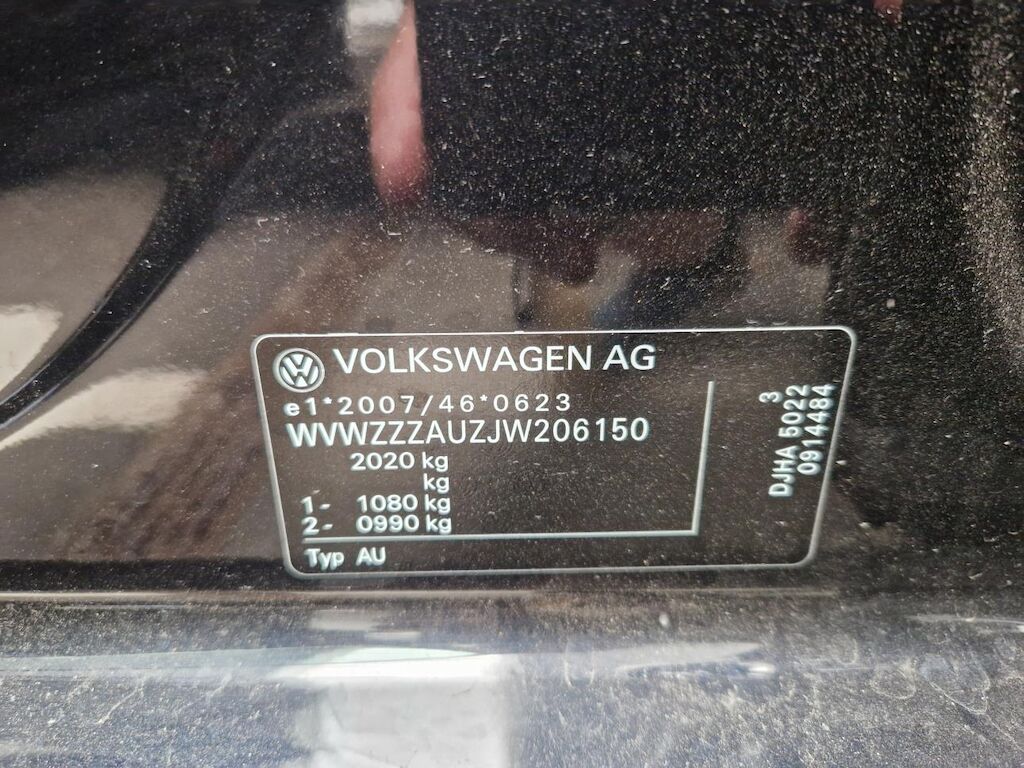 VOLKSWAGEN AG
e1*2007/46*0623
WVWZZZAUZJW206150
2020 kg
kg
1- 1080 kg
2- 0990 kg
Typ AU
3
DJHA 5022
0914484